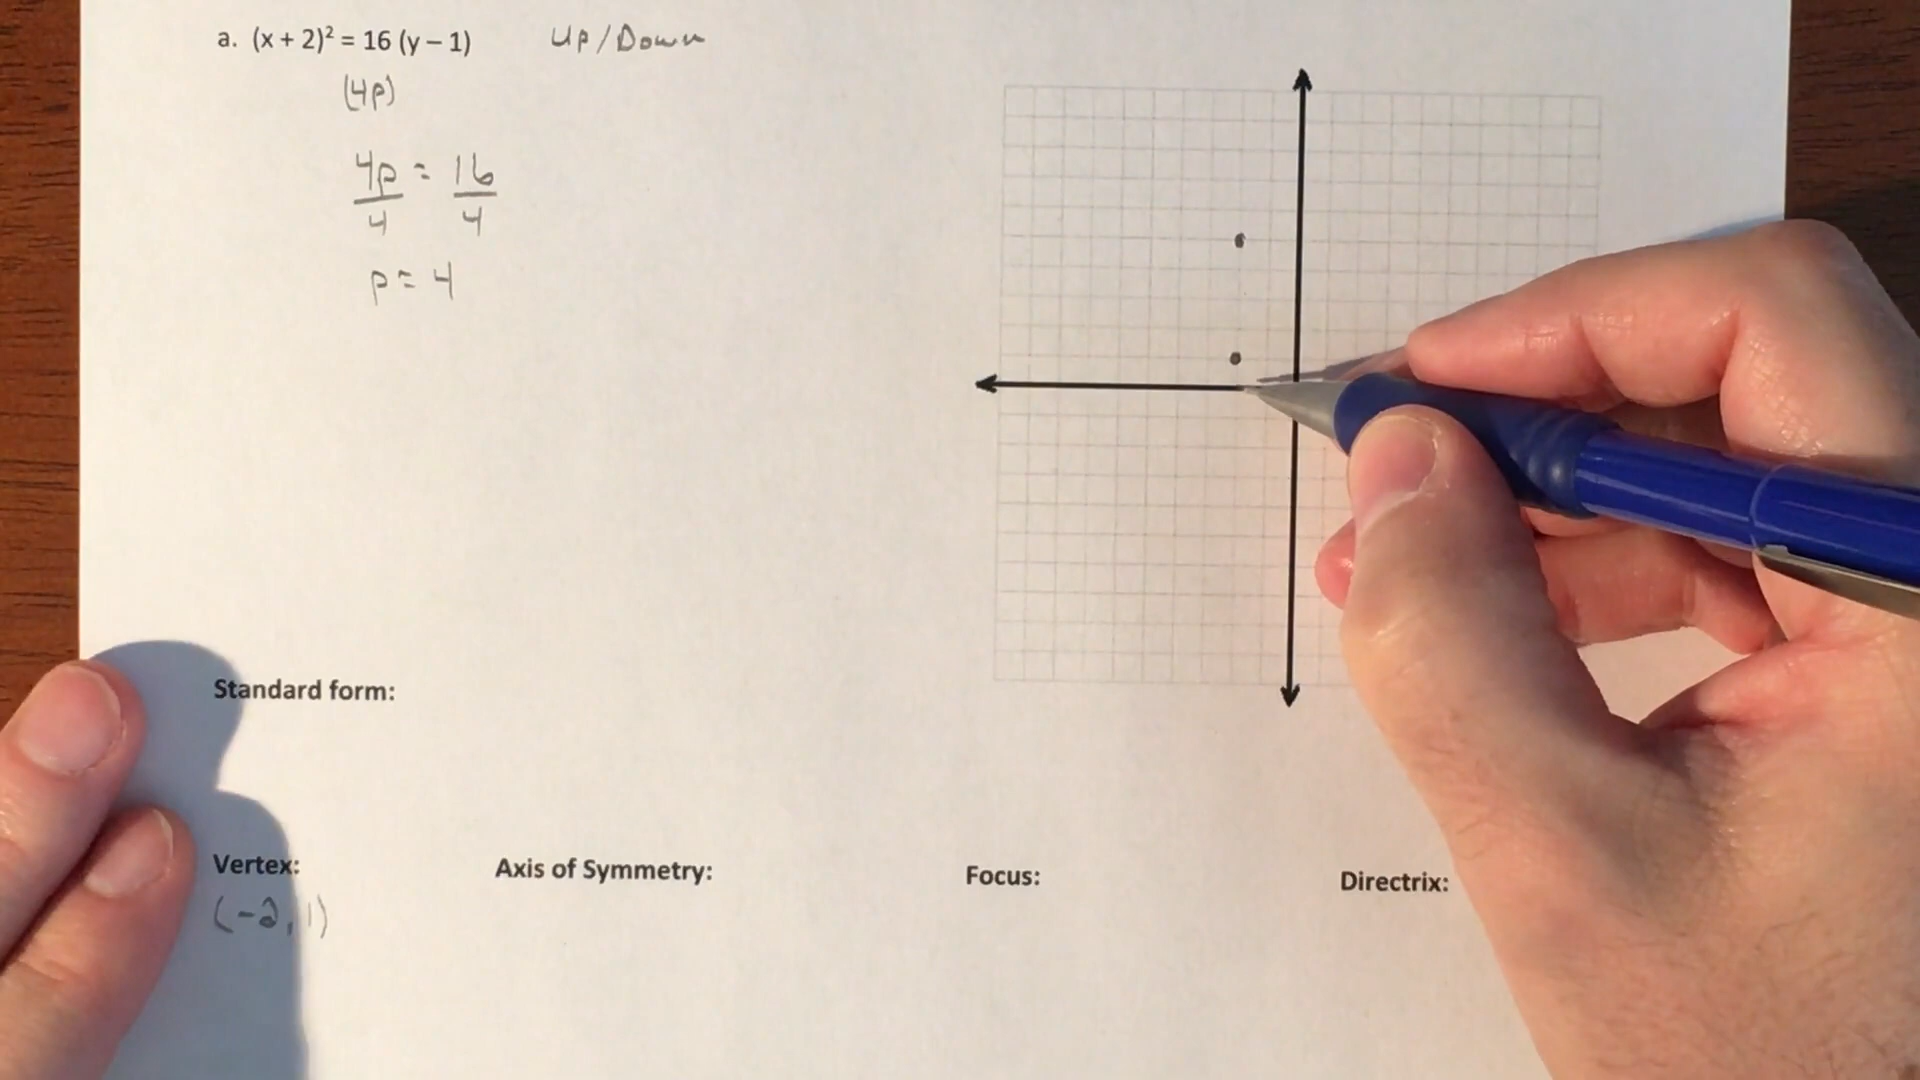 a. (x + 2)² = 16 (y – 1) Up/Down
(4p)
4p = 16
4 4
p = 4
Standard form:
Vertex: Axis of Symmetry: Focus: Directrix:
(-2, 1)